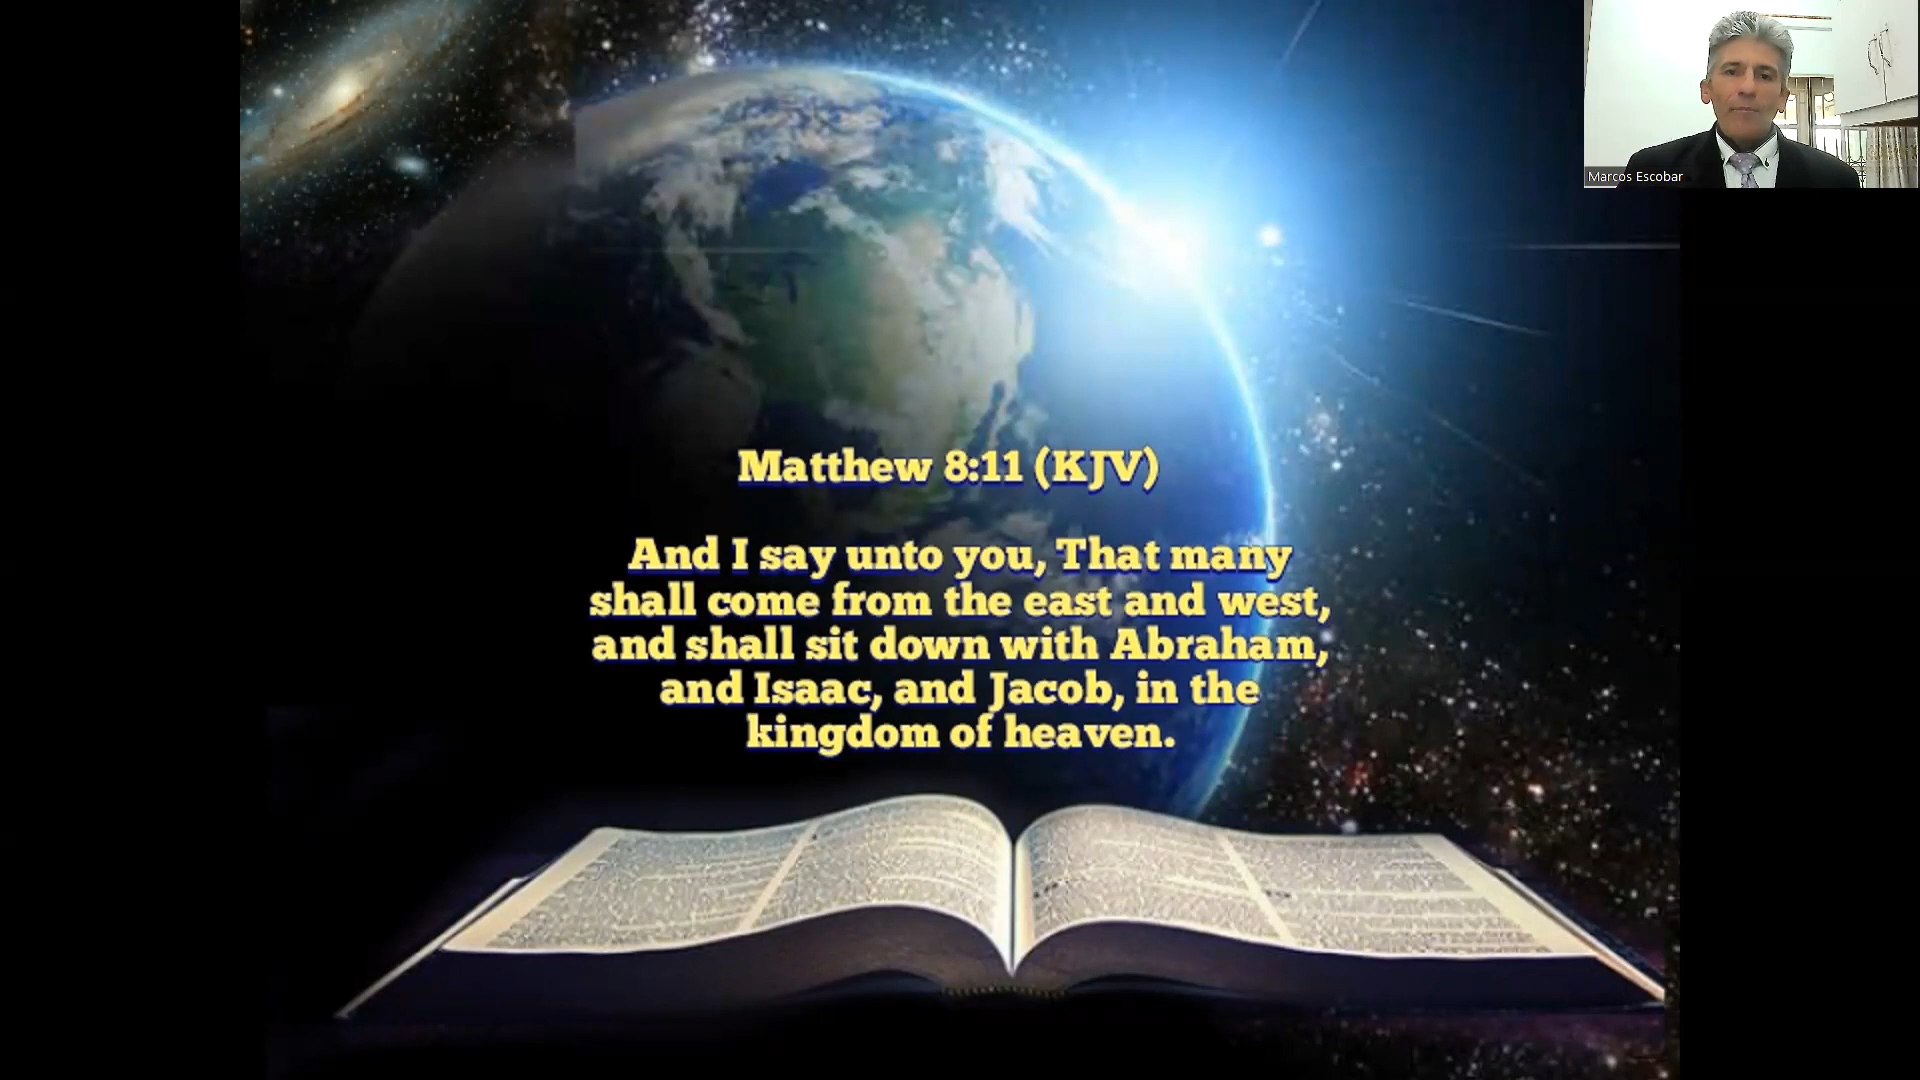 Marcos Escobar
Matthew 8:11 (KJV)
And I say unto you, That many
shall come from the east and west,
and shall sit down with Abraham,
and Isaac, and Jacob, in the
kingdom of heaven.